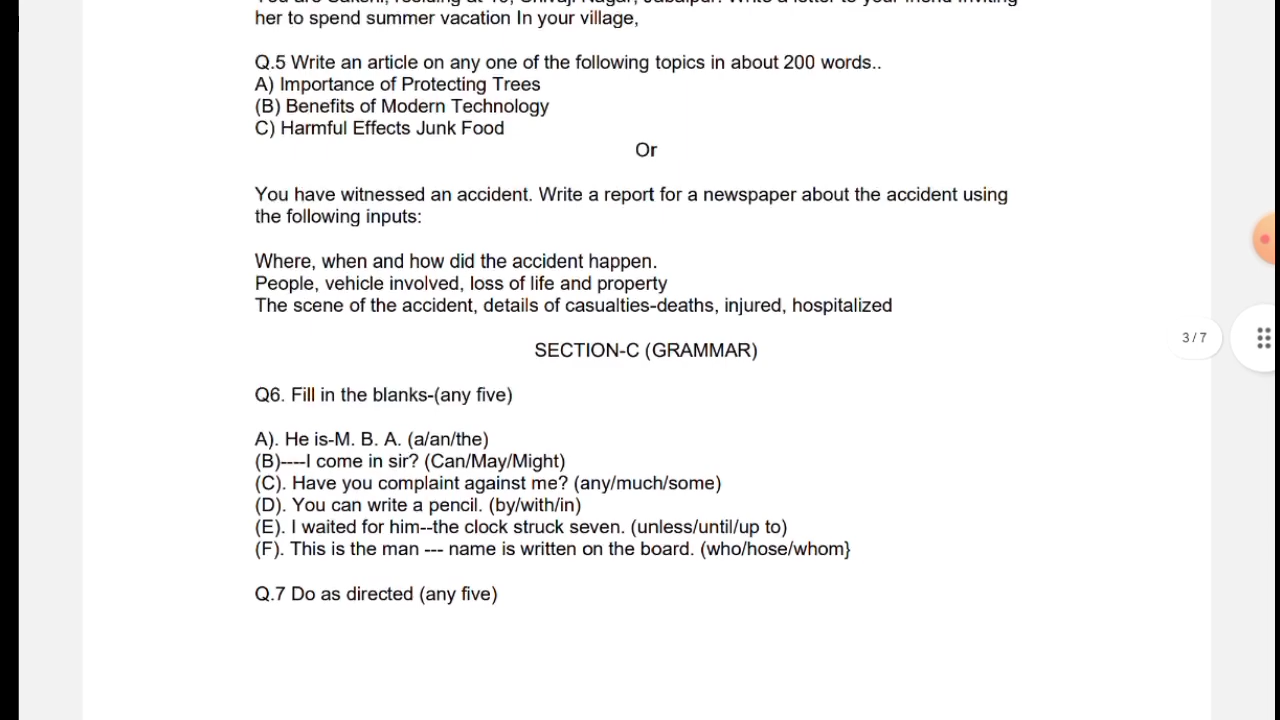 her to spend summer vacation In your village,
Q.5 Write an article on any one of the following topics in about 200 words..
A) Importance of Protecting Trees
(B) Benefits of Modern Technology
C) Harmful Effects Junk Food
Or
You have witnessed an accident. Write a report for a newspaper about the accident using
the following inputs:
Where, when and how did the accident happen.
People, vehicle involved, loss of life and property
The scene of the accident, details of casualties-deaths, injured, hospitalized
3 / 7
SECTION-C (GRAMMAR)
Q6. Fill in the blanks-(any five)
A). He is-M. B. A. (a/an/the)
(B)----I come in sir? (Can/May/Might)
(C). Have you complaint against me? (any/much/some)
(D). You can write a pencil. (by/with/in)
(E). I waited for him--the clock struck seven. (unless/until/up to)
(F). This is the man --- name is written on the board. (who/hose/whom}
Q.7 Do as directed (any five)